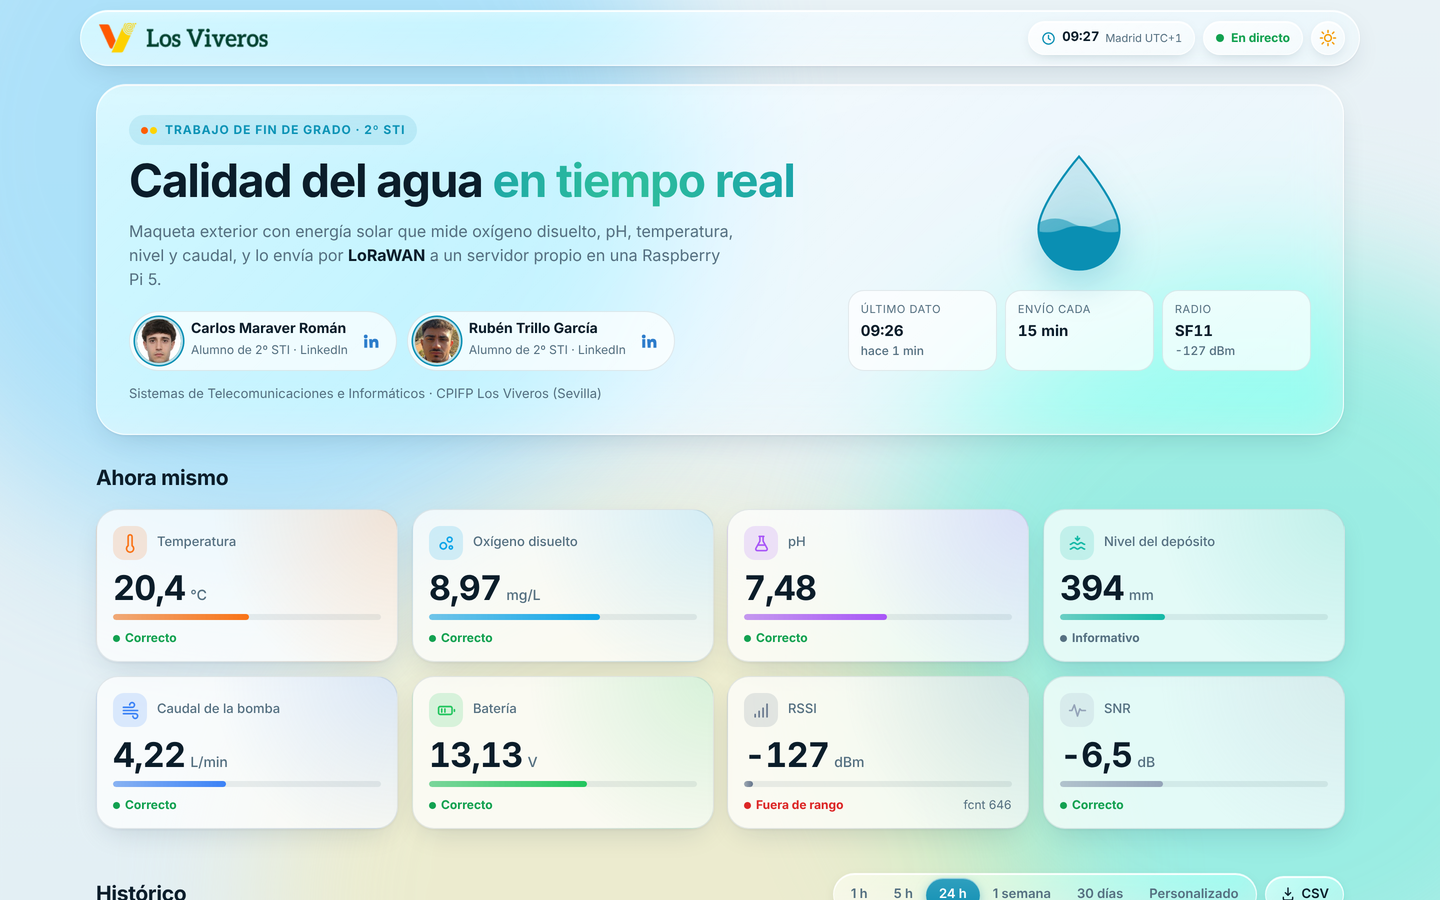 Los Viveros
09:27 Madrid UTC+1
En directo
TRABAJO DE FIN DE GRADO · 2º STI
Calidad del agua en tiempo real
Maqueta exterior con energía solar que mide oxígeno disuelto, pH, temperatura,
nivel y caudal, y lo envía por LoRaWAN a un servidor propio en una Raspberry
Pi 5.
Carlos Maraver Román
Alumno de 2º STI · LinkedIn
in
Rubén Trillo García
Alumno de 2º STI · LinkedIn
in
Sistemas de Telecomunicaciones e Informáticos · CPIFP Los Viveros (Sevilla)
ÚLTIMO DATO
09:26
hace 1 min
ENVÍO CADA
15 min
RADIO
SF11
-127 dBm
Ahora mismo
Temperatura
20,4 °C
Correcto
Oxígeno disuelto
8,97 mg/L
Correcto
pH
7,48
Correcto
Nivel del depósito
394 mm
Informativo
Caudal de la bomba
4,22 L/min
Correcto
Batería
13,13 V
Correcto
RSSI
-127 dBm
Fuera de rango
fcnt 646
SNR
-6,5 dB
Correcto
Histórico
1 h
5 h
24 h
1 semana
30 días
Personalizado
CSV